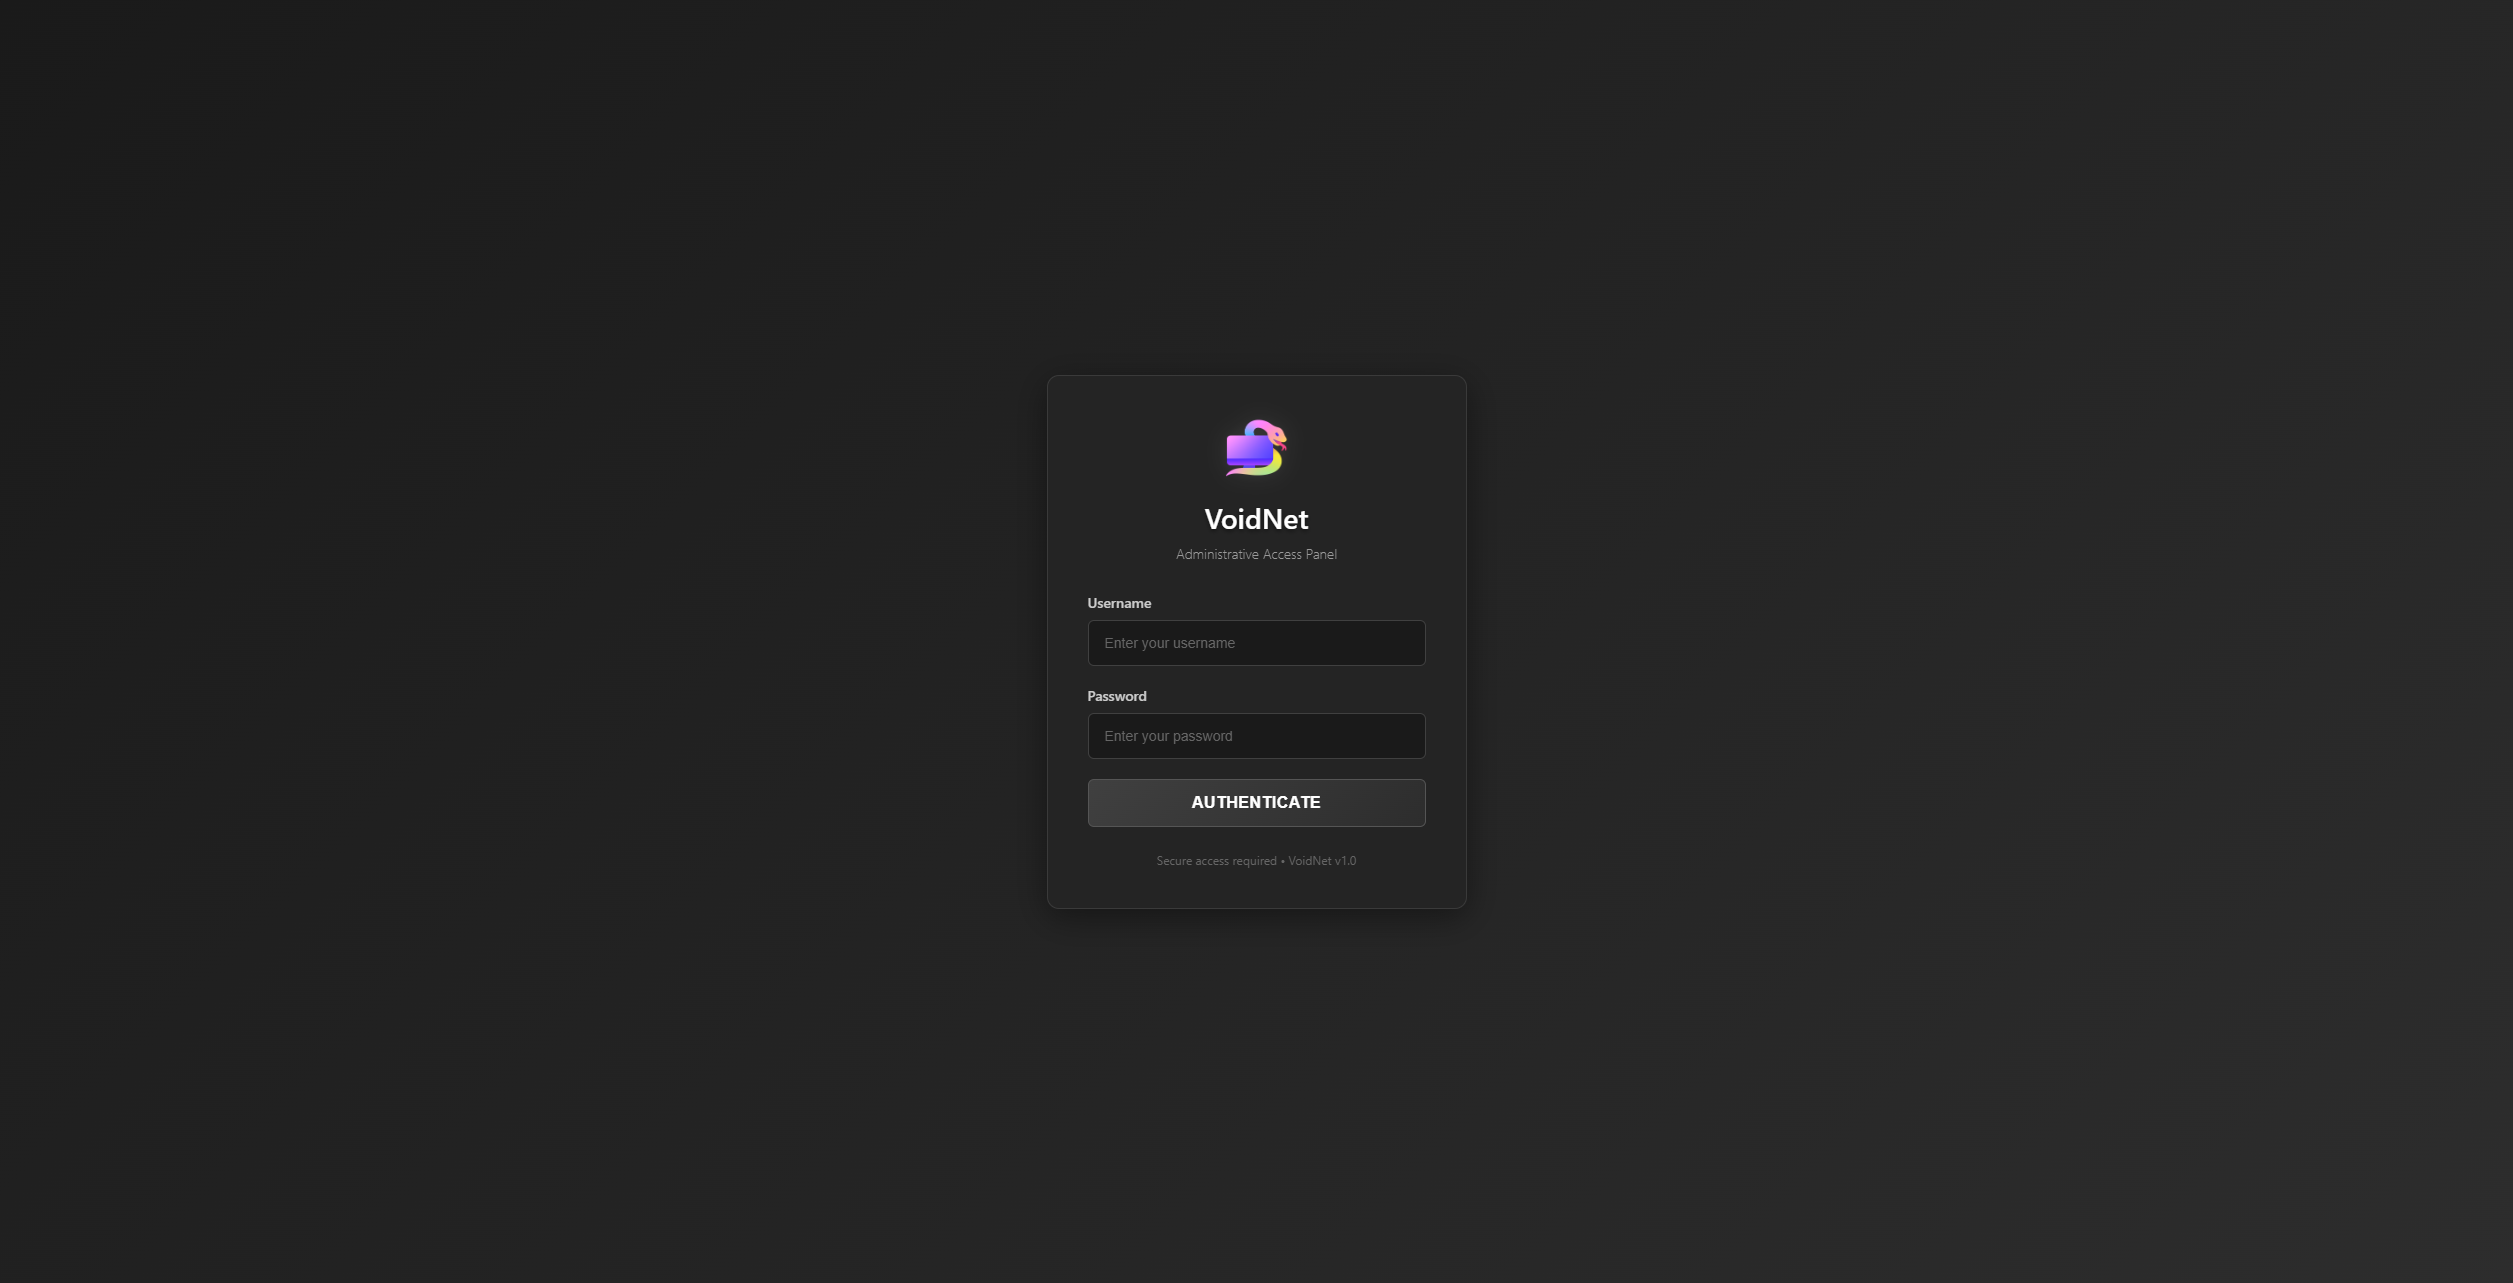 VoidNet
Administrative Access Panel
Username
Enter your username
Password
Enter your password
AUTHENTICATE
Secure access required • VoidNet v1.0